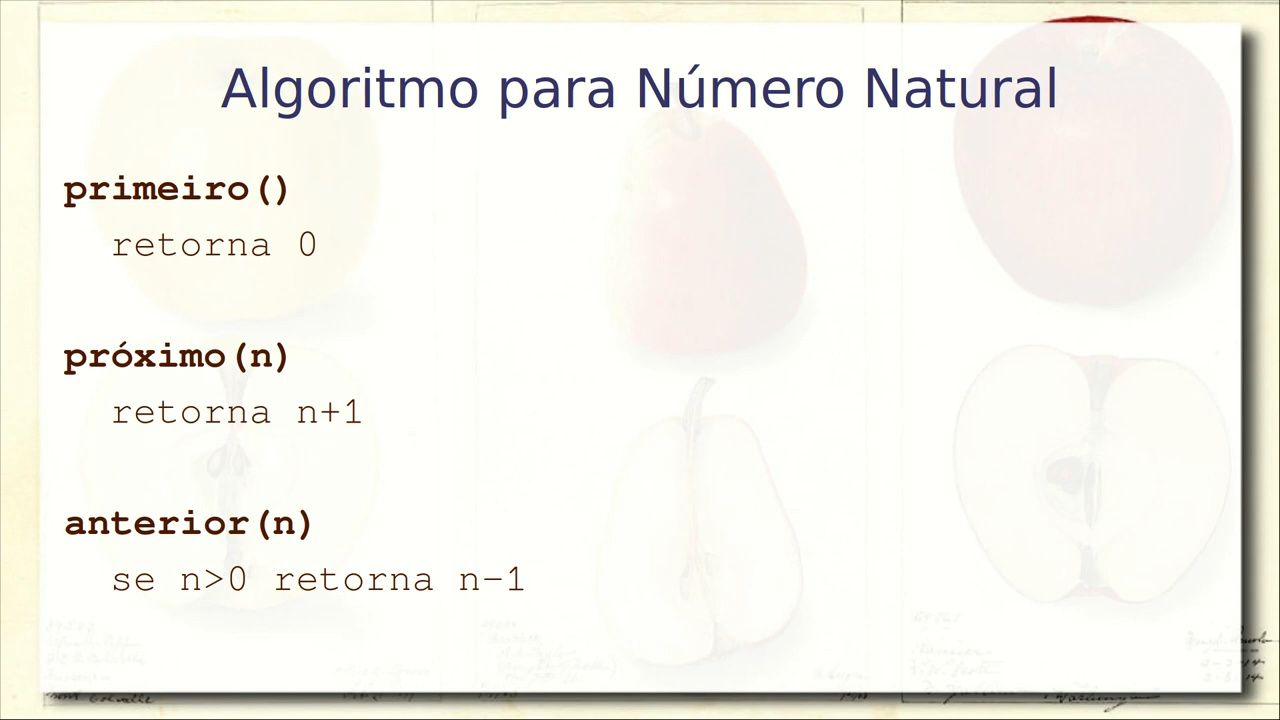 Algoritmo para Número Natural
primeiro()
retorna 0
próximo(n)
retorna n+1
anterior(n)
se n>0 retorna n-1